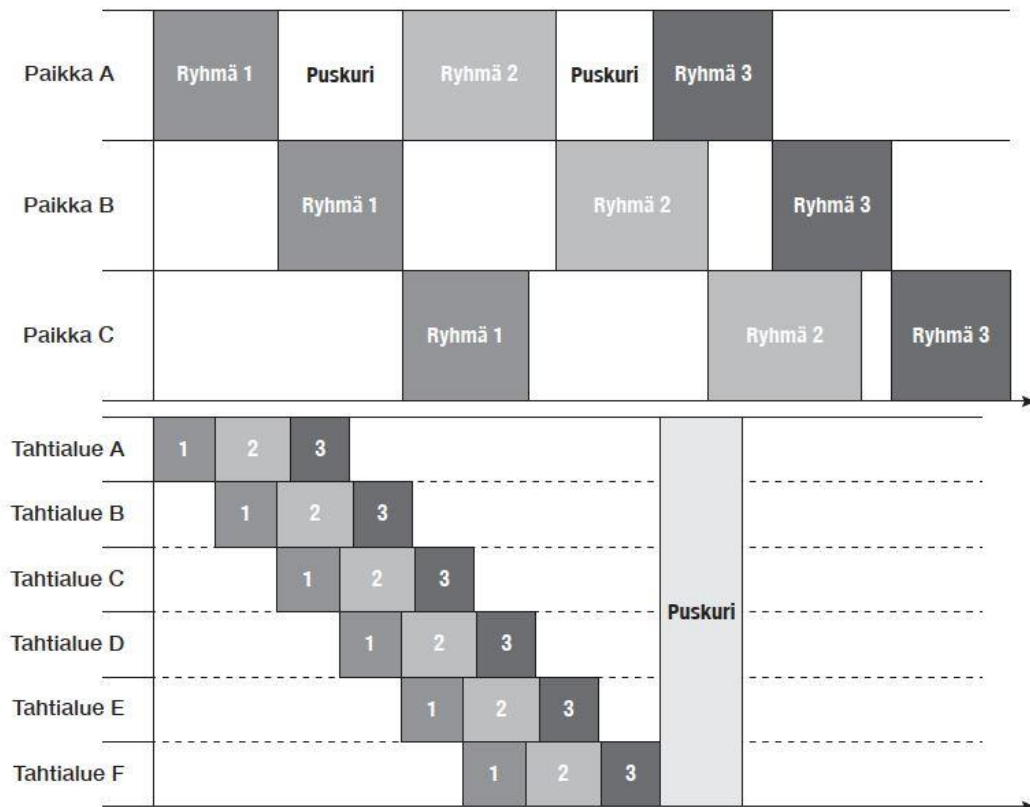 Paikka A
Ryhmä 1
Puskuri
Ryhmä 2
Puskuri
Ryhmä 3
Paikka B
Ryhmä 1
Ryhmä 2
Ryhmä 3
Paikka C
Ryhmä 1
Ryhmä 2
Ryhmä 3
Tahtialue A
1
2
3
Tahtialue B
1
2
3
Tahtialue C
1
2
3
Tahtialue D
1
2
3
Puskuri
Tahtialue E
1
2
3
Tahtialue F
1
2
3